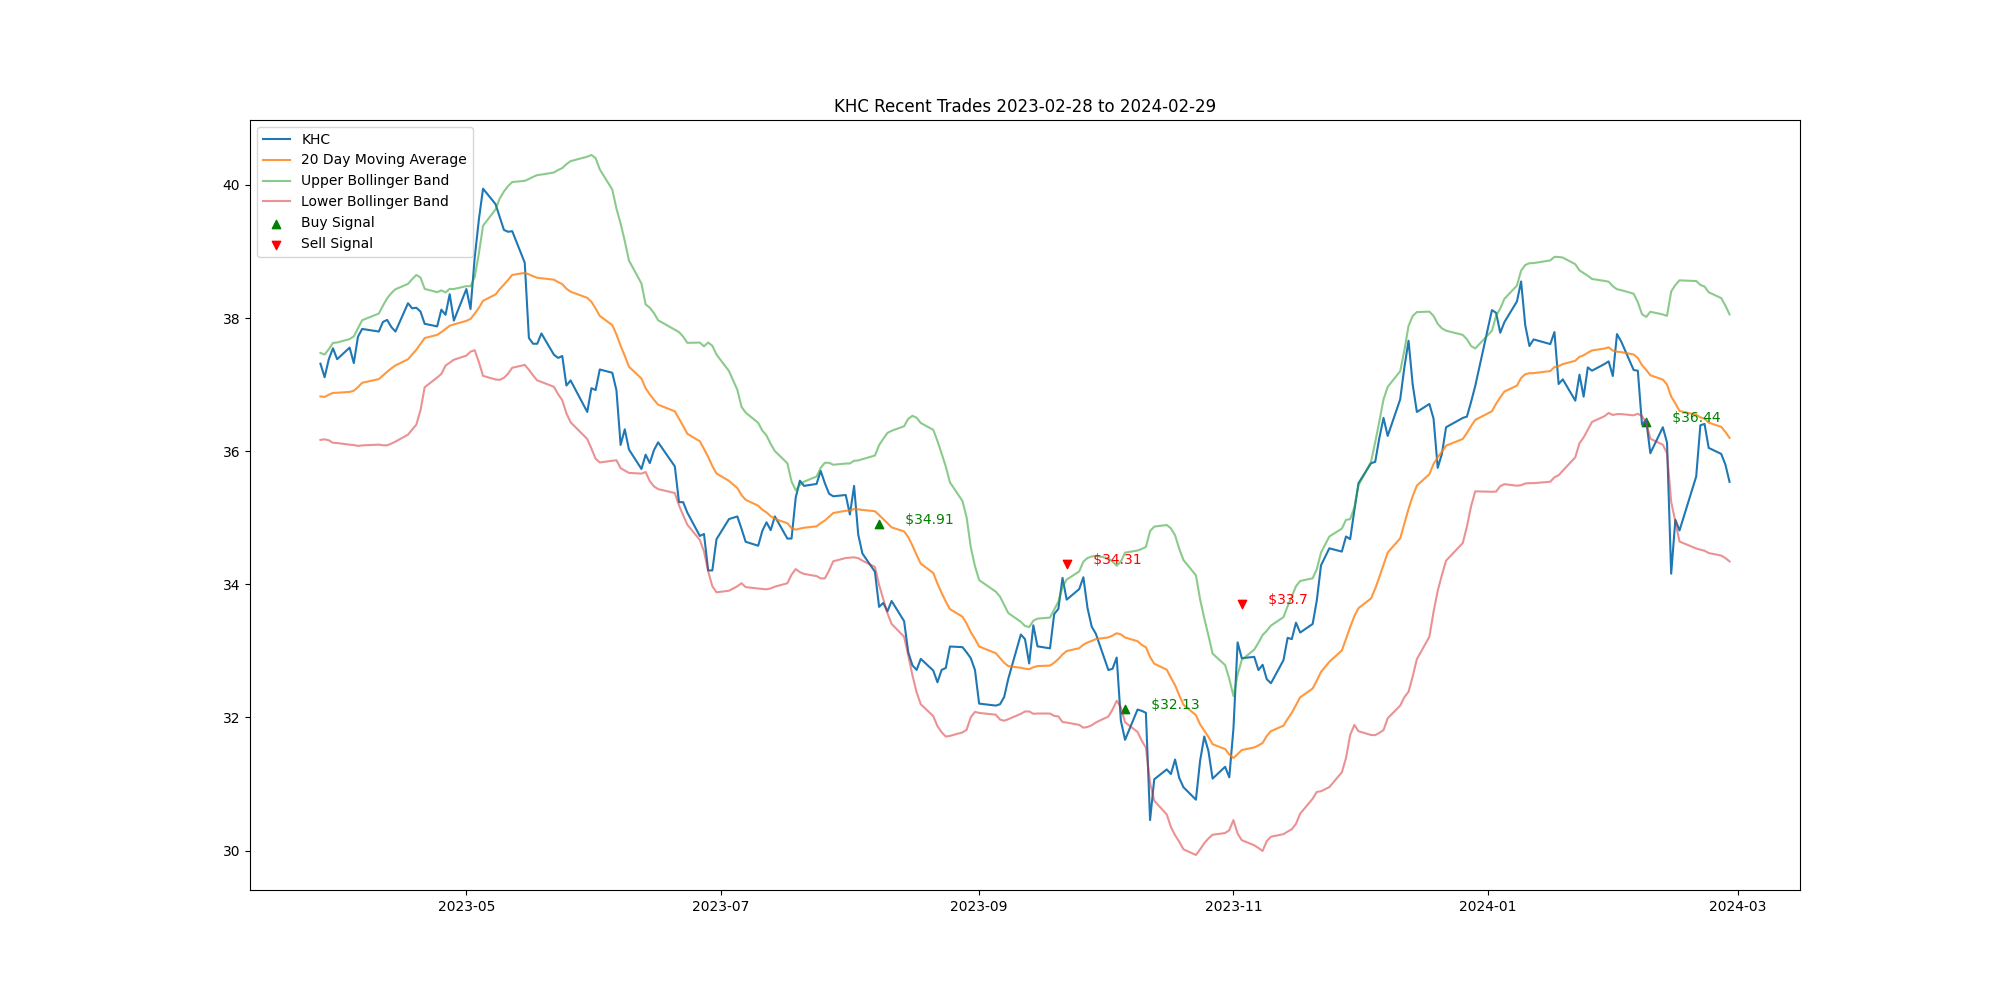 KHC Recent Trades 2023-02-28 to 2024-02-29
KHC
20 Day Moving Average
Upper Bollinger Band
Lower Bollinger Band
Buy Signal
Sell Signal
40
38
36
34
32
30
$34.91
$34.31
$32.13
$33.7
$36.44
2023-05
2023-07
2023-09
2023-11
2024-01
2024-03